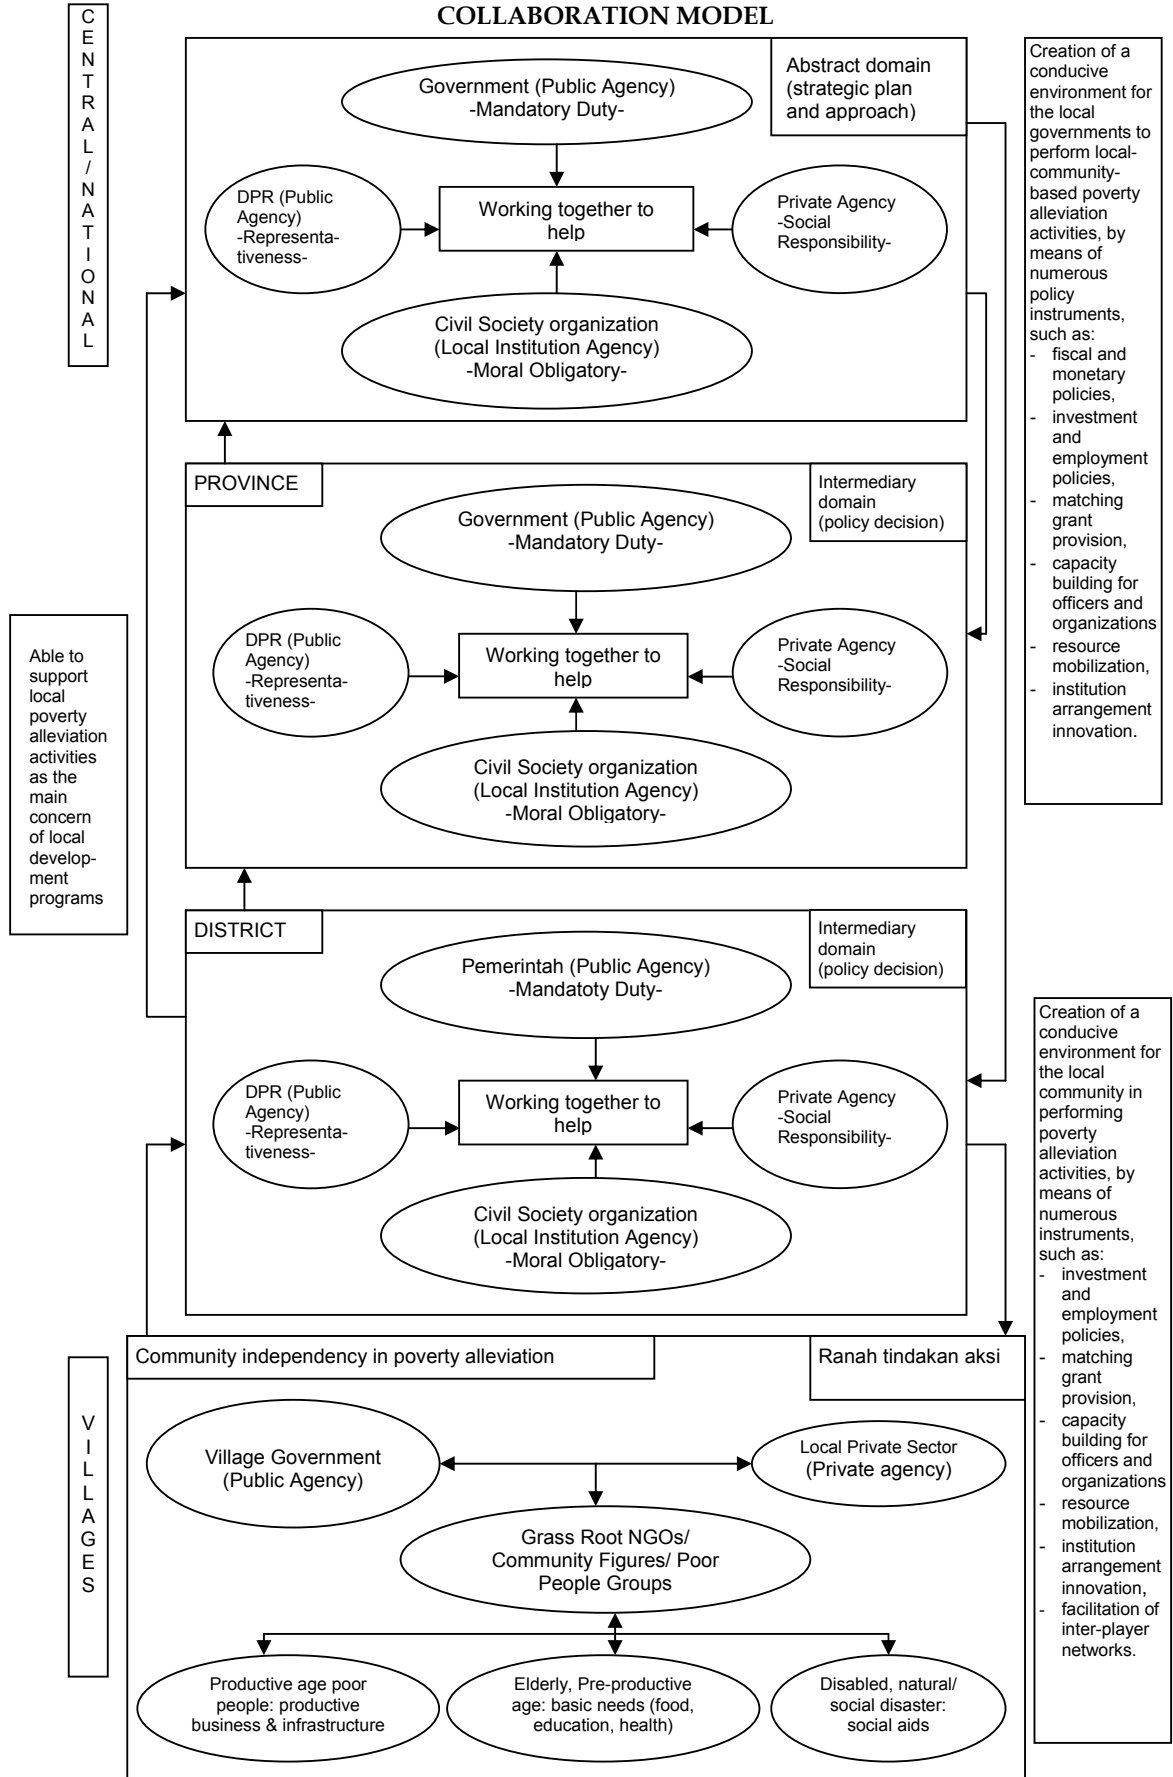 COLLABORATION MODEL
CENTRAL/NATIONAL
Abstract domain
(strategic plan
and approach)
Government (Public Agency)
-Mandatory Duty-
DPR (Public
Agency)
-Representa-
tiveness-
Working together to
help
Private Agency
-Social
Responsibility-
Civil Society organization
(Local Institution Agency)
-Moral Obligatory-
Creation of a
conducive
environment for
the local
governments to
perform local-
community-
based poverty
alleviation
activities, by
means of
numerous
policy
instruments,
such as:
- fiscal and
monetary
policies,
- investment
and
employment
policies,
- matching
grant
provision,
- capacity
building for
officers and
organizations
- resource
mobilization,
- institution
arrangement
innovation.
PROVINCE
Intermediary
domain
(policy decision)
Government (Public Agency)
-Mandatory Duty-
DPR (Public
Agency)
-Representa-
tiveness-
Working together to
help
Private Agency
-Social
Responsibility-
Civil Society organization
(Local Institution Agency)
-Moral Obligatory-
Able to
support
local
poverty
alleviation
activities
as the
main
concern
of local
develop-
ment
programs
DISTRICT
Intermediary
domain
(policy decision)
Pemerintah (Public Agency)
-Mandatoty Duty-
DPR (Public
Agency)
-Representa-
tiveness-
Working together to
help
Private Agency
-Social
Responsibility-
Civil Society organization
(Local Institution Agency)
-Moral Obligatory-
Creation of a
conducive
environment for
the local
community in
performing
poverty
alleviation
activities, by
means of
numerous
instruments,
such as:
- investment
and
employment
policies,
- matching
grant
provision,
- capacity
building for
officers and
organizations
- resource
mobilization,
- institution
arrangement
innovation,
- facilitation of
inter-player
networks.
VILLAGES
Community independency in poverty alleviation
Ranah tindakan aksi
Village Government
(Public Agency)
Local Private Sector
(Private agency)
Grass Root NGOs/
Community Figures/ Poor
People Groups
Productive age poor
people: productive
business & infrastructure
Elderly, Pre-productive
age: basic needs (food,
education, health)
Disabled, natural/
social disaster:
social aids